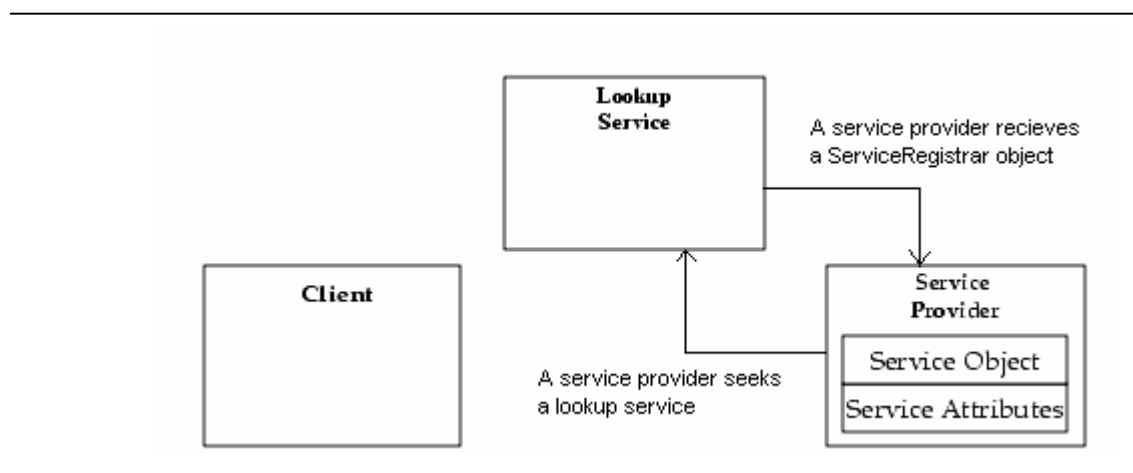 Lookup
Service
A service provider recieves
a ServiceRegistrar object
Client
Service
Provider
Service Object
Service Attributes
A service provider seeks
a lookup service